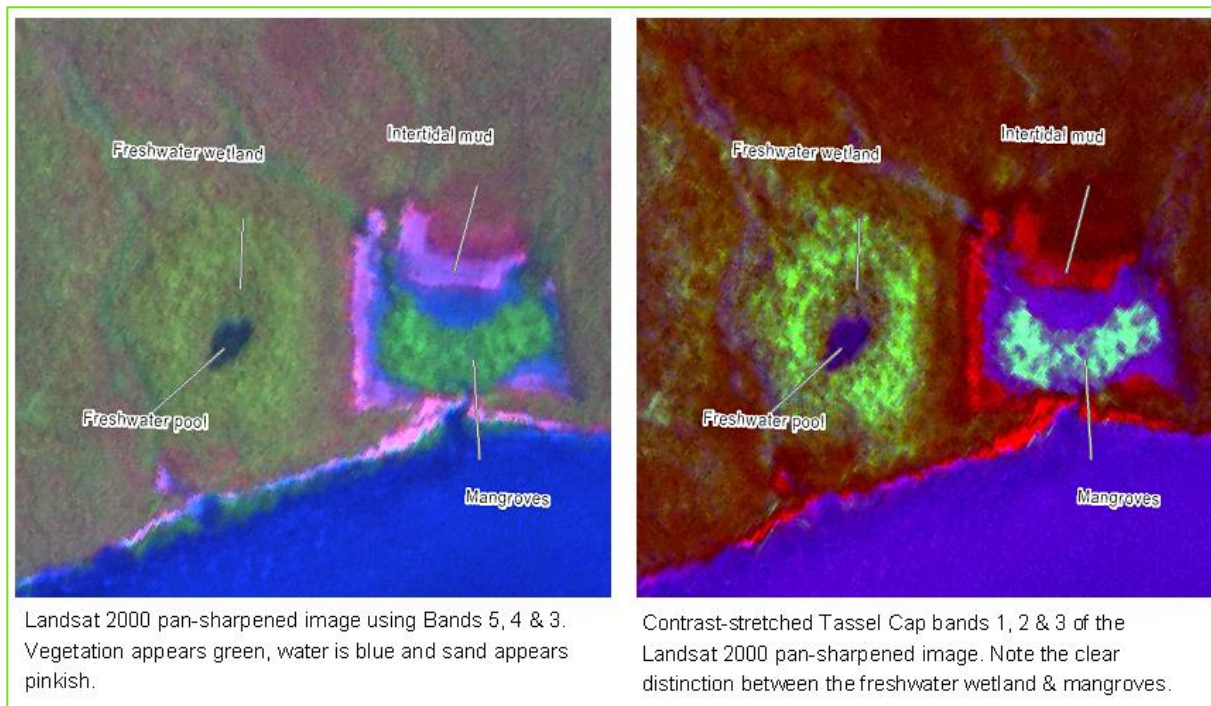 Freshwater wetland
Intertidal mud
Freshwater pool
Mangroves
Landsat 2000 pan-sharpened image using Bands 5, 4 & 3.
Vegetation appears green, water is blue and sand appears
pinkish.
Freshwater wetland
Intertidal mud
Freshwater pool
Mangroves
Contrast-stretched Tassel Cap bands 1, 2 & 3 of the
Landsat 2000 pan-sharpened image. Note the clear
distinction between the freshwater wetland & mangroves.